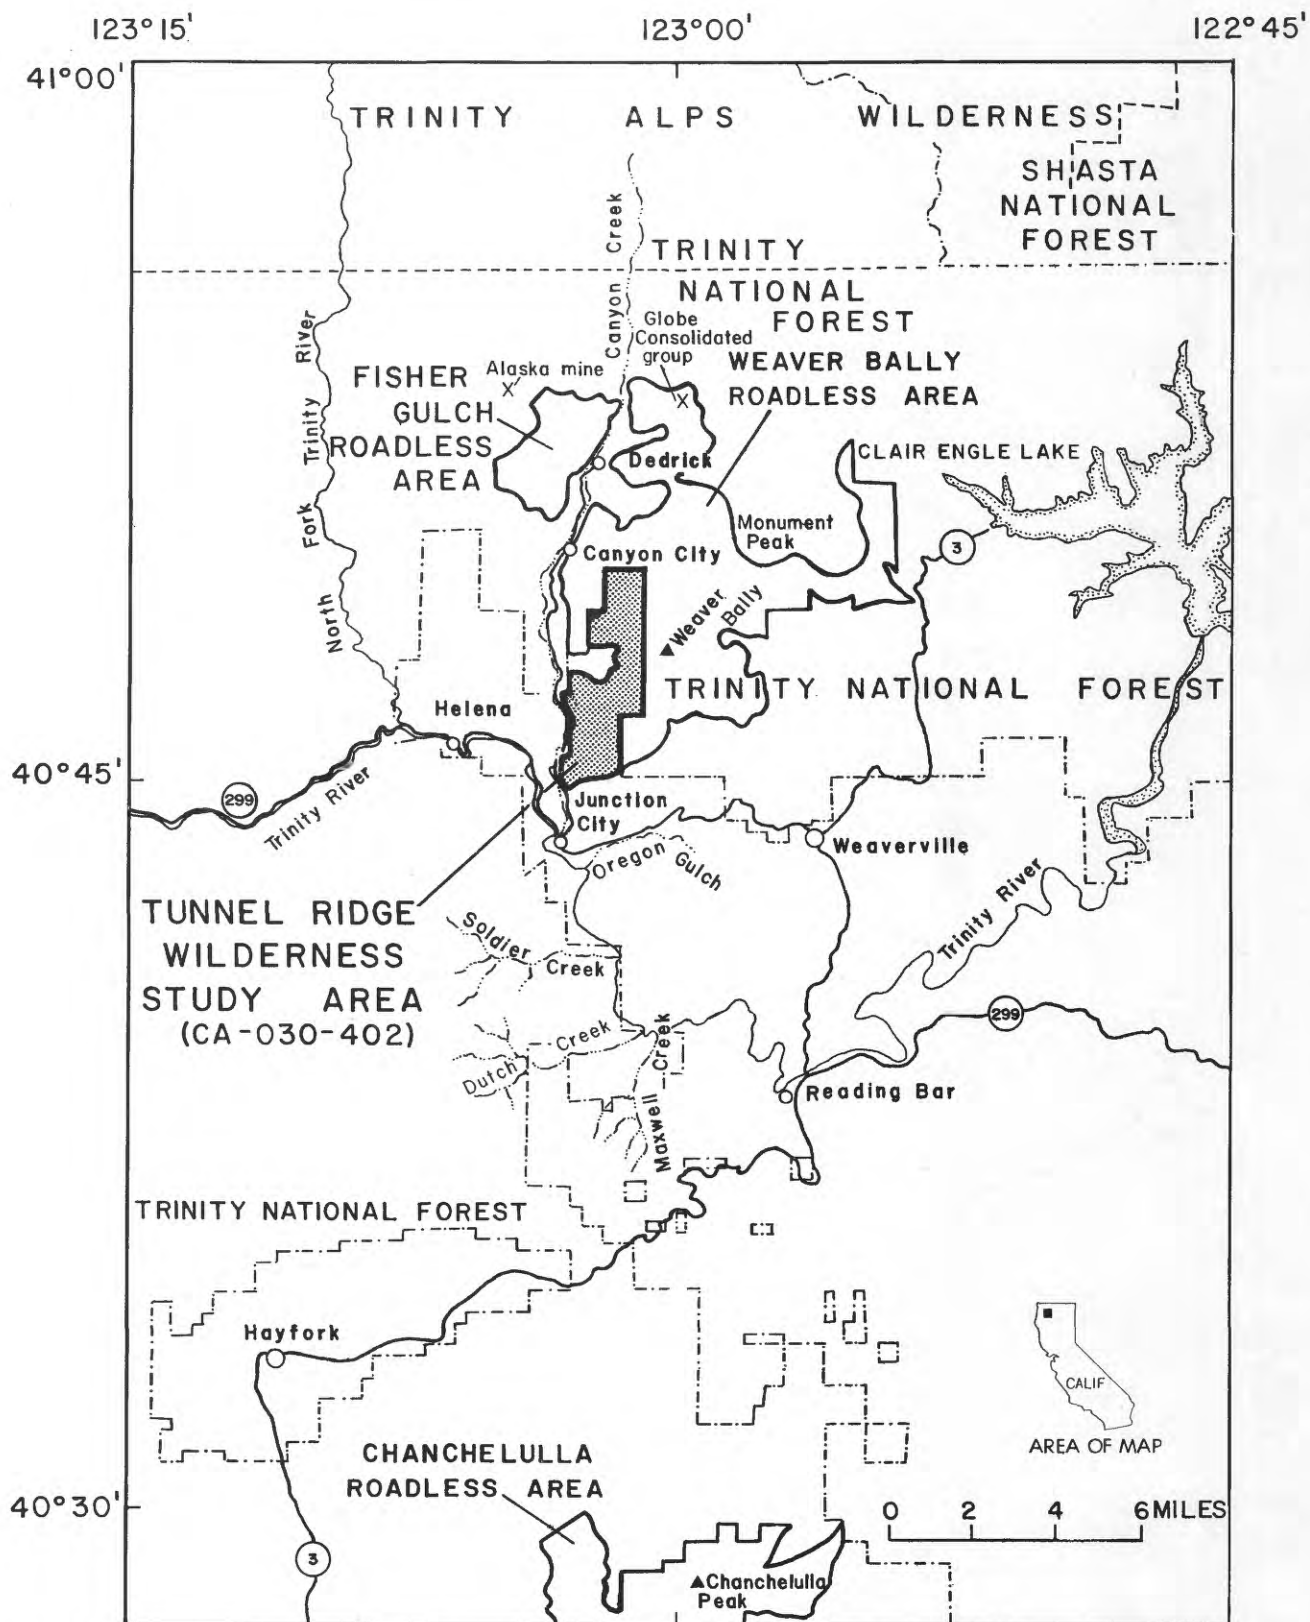 123°15'
123°00'
122°45'
41°00'
TRINITY ALPS WILDERNESS
SHASTA
NATIONAL
FOREST
Canyon Creek
TRINITY
NATIONAL
FOREST
Canyon Creek
Globe
Consolidated
group
North Fork Trinity River
Alaska mine
X
X
FISHER
GULCH
ROADLESS
AREA
WEAVER BALLY
ROADLESS AREA
CLAIR ENGLE LAKE
Dedrick
Monument
Peak
3
Canyon City
Weaver Bally
TRINITY NATIONAL FOREST
Helena
40°45'
299
Trinity River
Junction
City
Weaverville
Oregon Gulch
Trinity River
TUNNEL RIDGE
WILDERNESS
STUDY AREA
(CA-030-402)
Soldier Creek
299
Dutch Creek
Maxwell Creek
Reading Bar
TRINITY NATIONAL FOREST
Hayfork
CALIF
AREA OF MAP
CHANCHELULLA
ROADLESS AREA
40°30'
0 2 4 6 MILES
3
Chanchelulla
Peak